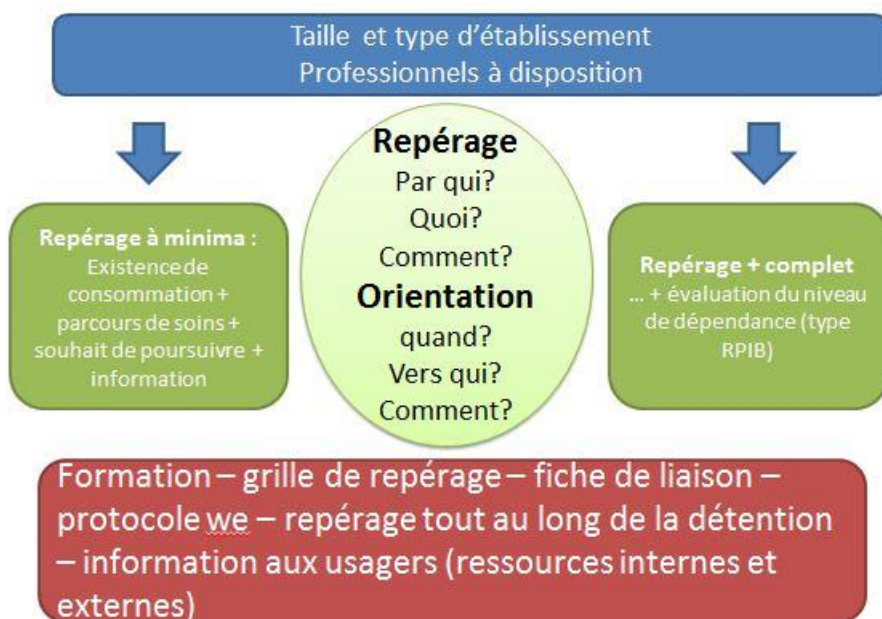 Taille et type d'établissement
Professionnels à disposition
Repérage à minima :
Existence de
consommation +
parcours de soins +
souhait de poursuivre +
information
Repérage
Par qui?
Quoi?
Comment?
Orientation
quand?
Vers qui?
Comment?
Repérage + complet
... + évaluation du niveau
de dépendance (type
RPIB)
Formation – grille de repérage – fiche de liaison –
protocole we – repérage tout au long de la détention
– information aux usagers (ressources internes et
externes)